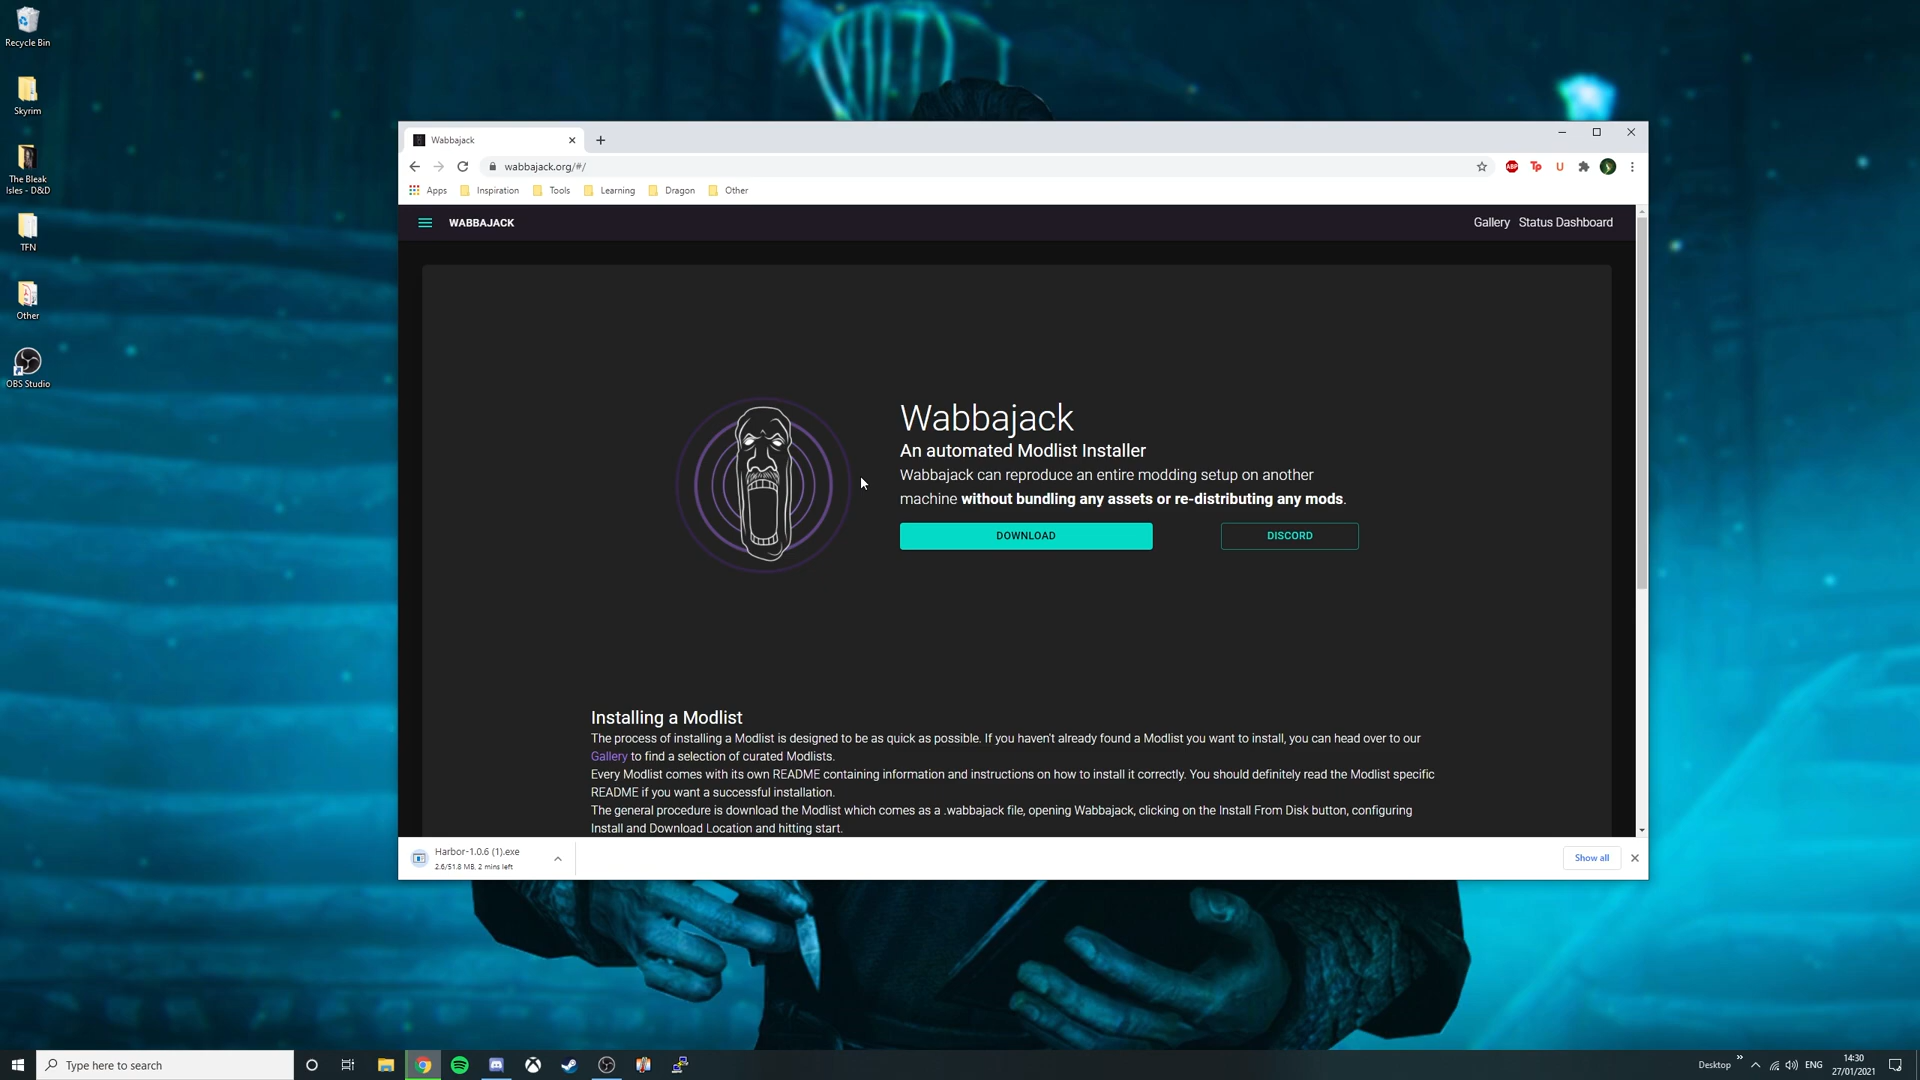 Recycle Bin
Skyrim
The Bleak
Isles - D&D
TFN
Other
OBS Studio
Wabbajack
wabbajack.org/#/
ABP
Tp
U
Apps
Inspiration
Tools
Learning
Dragon
Other
WABBAJACK
Gallery
Status Dashboard
Wabbajack
An automated Modlist Installer
Wabbajack can reproduce an entire modding setup on another
machine without bundling any assets or re-distributing any mods.
DOWNLOAD
DISCORD
Installing a Modlist
The process of installing a Modlist is designed to be as quick as possible. If you haven't already found a Modlist you want to install, you can head over to our
Gallery to find a selection of curated Modlists.
Every Modlist comes with its own README containing information and instructions on how to install it correctly. You should definitely read the Modlist specific
README if you want a successful installation.
The general procedure is download the Modlist which comes as a .wabbajack file, opening Wabbajack, clicking on the Install From Disk button, configuring
Install and Download Location and hitting start.
Harbor-1.0.6 (1).exe
2.6/51.8 MB, 2 mins left
Show all
Type here to search
Desktop
ENG
14:30
27/01/2021